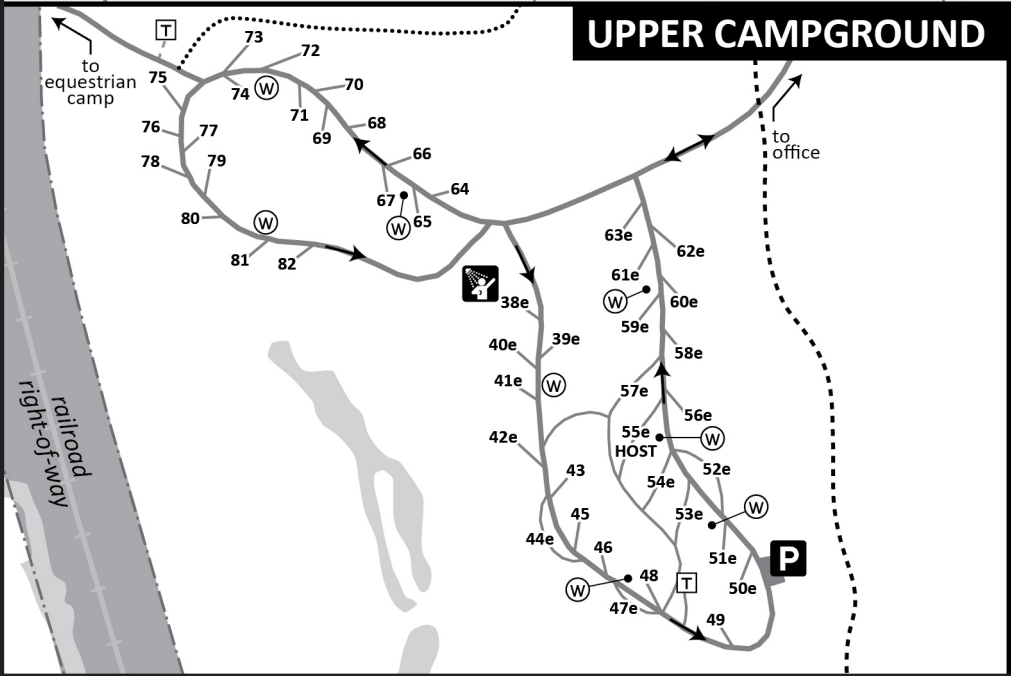 UPPER CAMPGROUND
T
to
equestrian
camp
73
72
75
74
W
70
71
69
68
76
77
66
78
79
67
64
65
W
80
W
81
82
to
office
63e
62e
61e
W
60e
59e
58e
38e
39e
40e
41e
W
57e
56e
55e
HOST
W
42e
52e
43
54e
53e
W
45
44e
46
51e
P
48
T
50e
W
47e
49
railroad
right-of-way